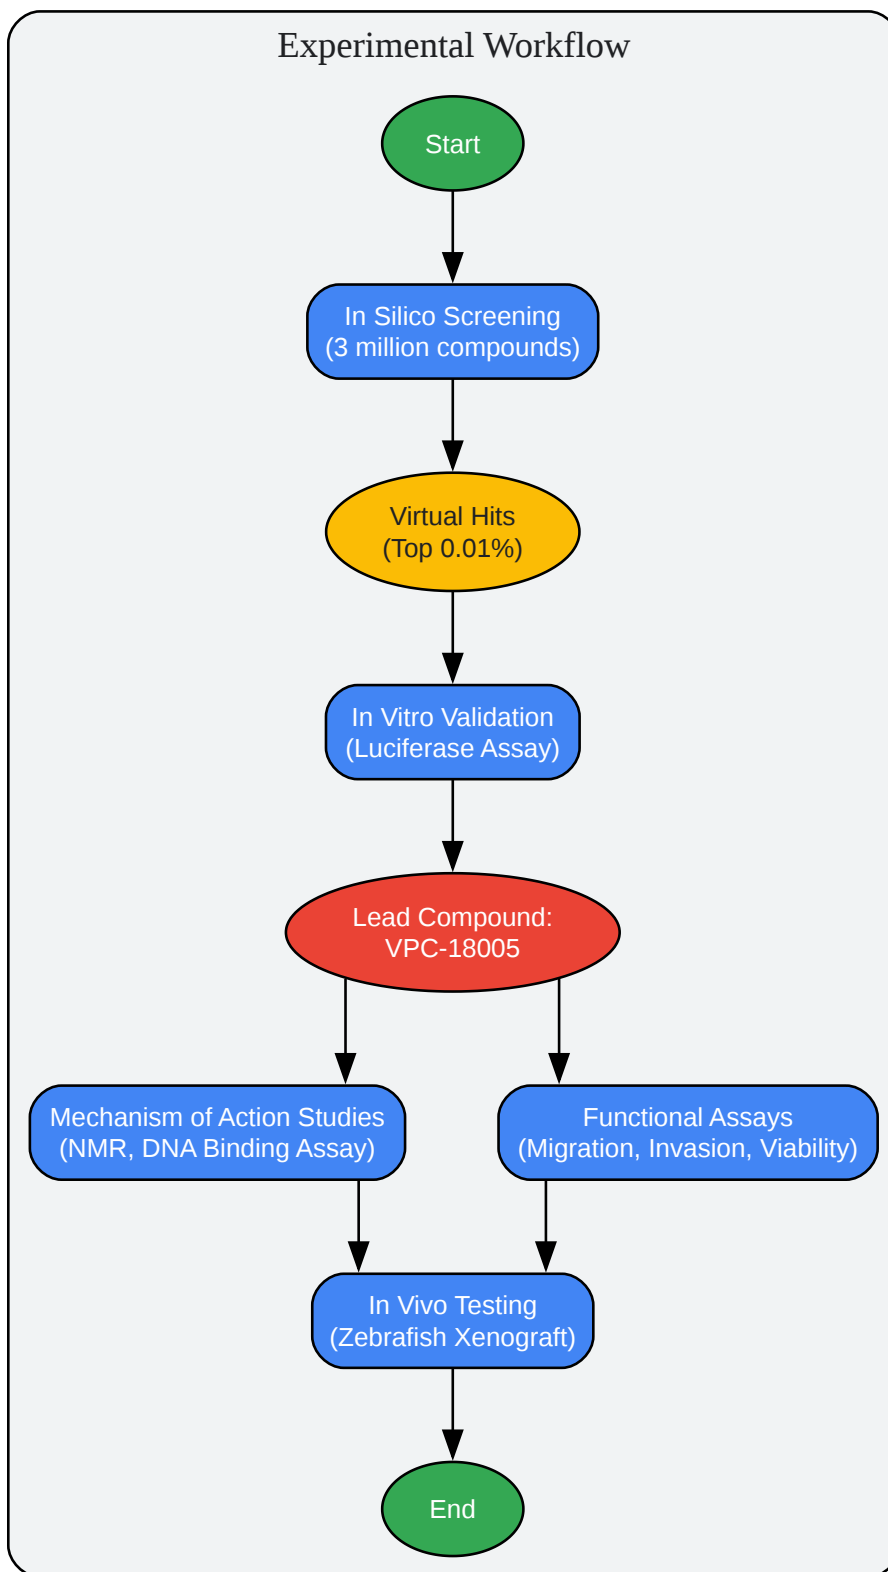 Experimental Workflow
Start
In Silico Screening
(3 million compounds)
Virtual Hits
(Top 0.01%)
In Vitro Validation
(Luciferase Assay)
Lead Compound:
VPC-18005
Mechanism of Action Studies
(NMR, DNA Binding Assay)
Functional Assays
(Migration, Invasion, Viability)
In Vivo Testing
(Zebrafish Xenograft)
End